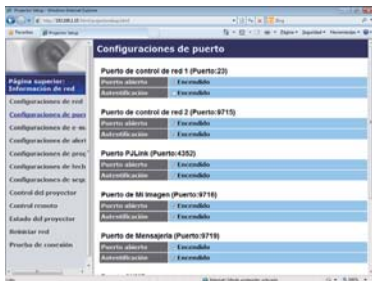 Configuraciones de puerto
Página superior:
Información de red
Configuraciones de red
Configuraciones de puer
Configuraciones de e-m
Configuraciones de alert
Configuraciones de prog
Configuraciones de fech
Configuraciones de segu
Control del proyector
Control remoto
Estado del proyector
Reiniciar red
Prueba de conexión
Puerto de control de red 1 (Puerto:23)
Puerto abierto Encendido
Autentificación Encendido
Puerto de control de red 2 (Puerto:9715)
Puerto abierto Encendido
Autentificación Encendido
Puerto PJLink (Puerto:4352)
Puerto abierto Encendido
Autentificación Encendido
Puerto de Mi Imagen (Puerto:9716)
Puerto abierto Encendido
Autentificación Encendido
Puerto de Mensajería (Puerto:9719)
Puerto abierto Encendido
Autentificación Encendido